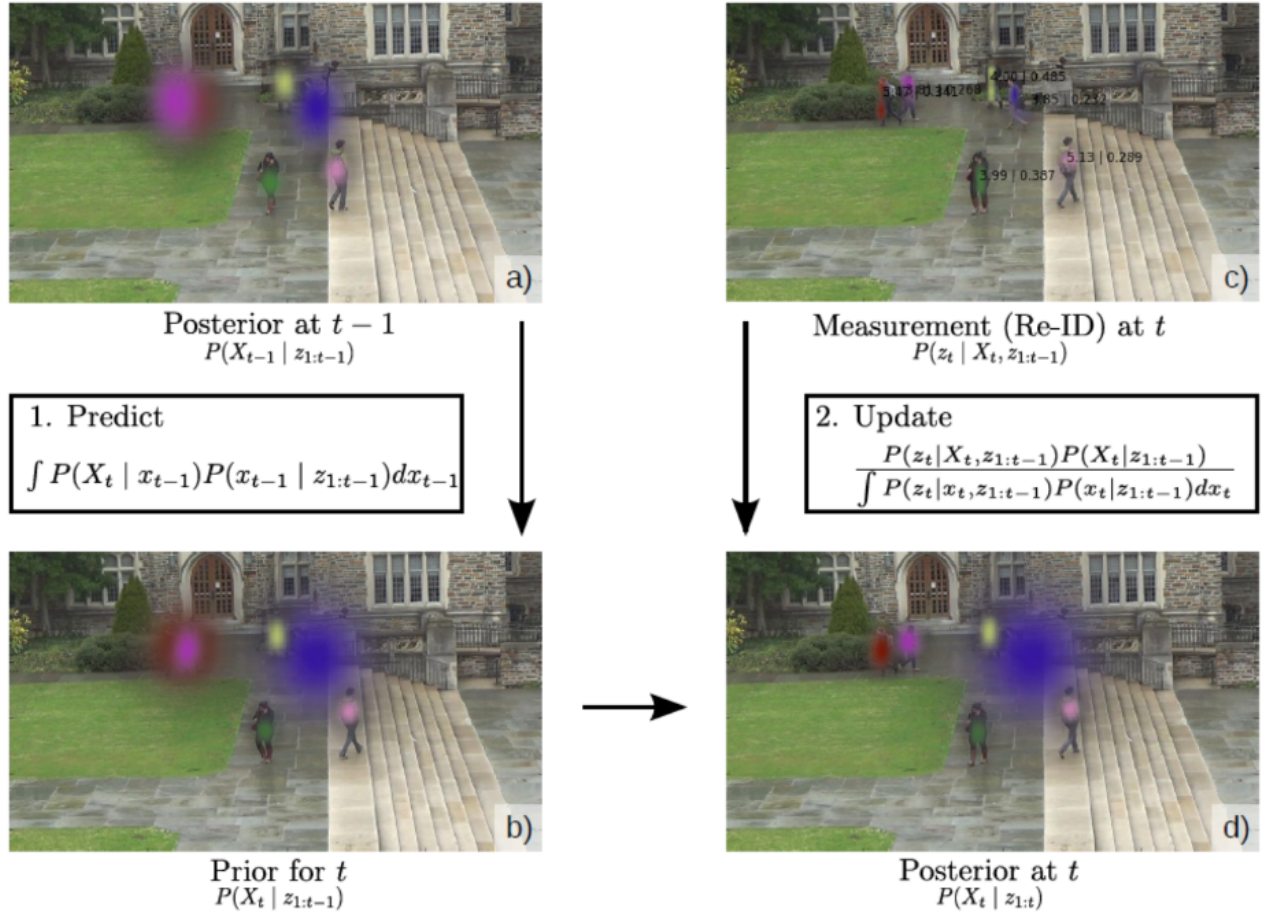 a)
Posterior at t − 1
P(X_{t−1} | z_{1:t−1})
1. Predict
∫ P(X_t | x_{t−1})P(x_{t−1} | z_{1:t−1})dx_{t−1}
b)
Prior for t
P(X_t | z_{1:t−1})
0.485
5.13 | 0.289
3.99 | 0.387
c)
Measurement (Re-ID) at t
P(z_t | X_t, z_{1:t−1})
2. Update
P(z_t|X_t,z_{1:t−1})P(X_t|z_{1:t−1})
∫ P(z_t|x_t,z_{1:t−1})P(x_t|z_{1:t−1})dx_t
d)
Posterior at t
P(X_t | z_{1:t})